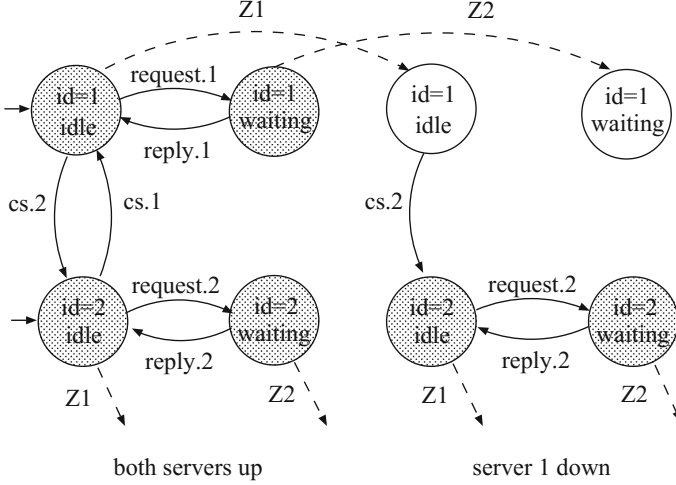 Z1
Z2
request.1
id=1
idle
id=1
waiting
reply.1
id=1
idle
id=1
waiting
cs.2
cs.1
cs.2
request.2
id=2
idle
id=2
waiting
reply.2
request.2
id=2
idle
id=2
waiting
reply.2
Z1
Z2
Z1
Z2
both servers up
server 1 down